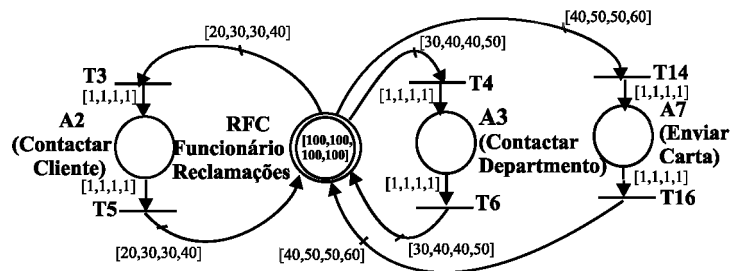 [20,30,30,40]
[30,40,40,50]
[40,50,50,60]
T3
[1,1,1,1]
A2
(Contactar
Cliente)
[1,1,1,1]
T5
[20,30,30,40]
RFC
Funcionário
Reclamações
[100,100,
100,100]
T4
[1,1,1,1]
A3
(Contactar
Departmento)
[1,1,1,1]
T6
[30,40,40,50]
T14
[1,1,1,1]
A7
(Enviar
Carta)
[1,1,1,1]
T16
[40,50,50,60]